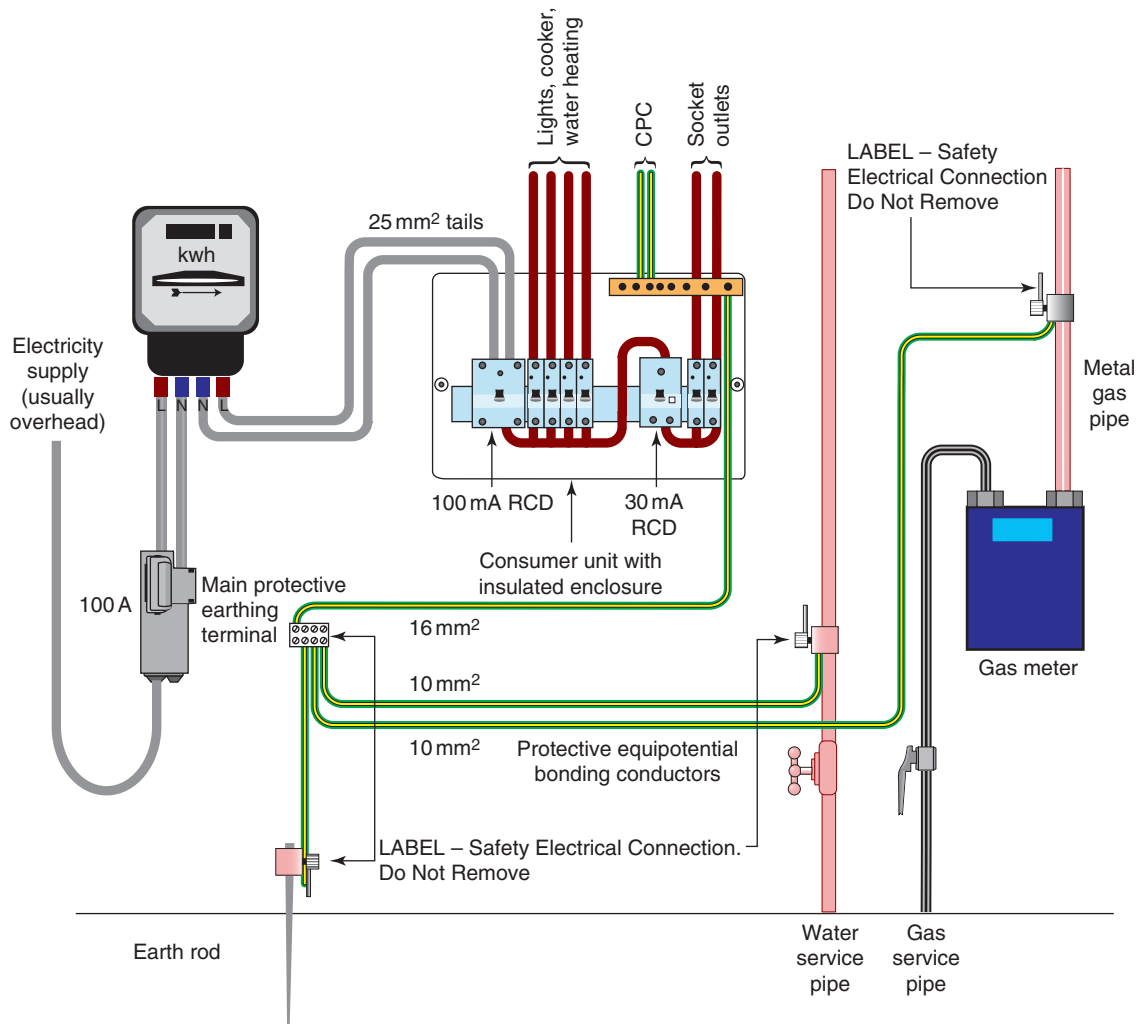 Lights, cooker,
water heating
CPC
Socket
outlets
LABEL – Safety
Electrical Connection
Do Not Remove
25 mm² tails
kwh
Electricity
supply
(usually
overhead)
L N N L
Metal
gas
pipe
100 mA RCD
30 mA
RCD
Consumer unit with
insulated enclosure
100 A
Main protective
earthing
terminal
16 mm²
10 mm²
10 mm²
Gas meter
Protective equipotential
bonding conductors
LABEL – Safety Electrical Connection.
Do Not Remove
Earth rod
Water
service
pipe
Gas
service
pipe